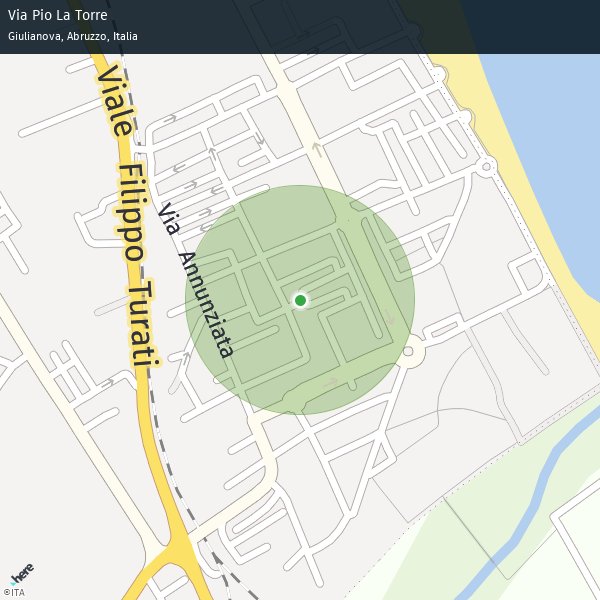 Via Pio La Torre
Giulianova, Abruzzo, Italia
Viale Filippo Turati
Via Annunziata
here
©ITA